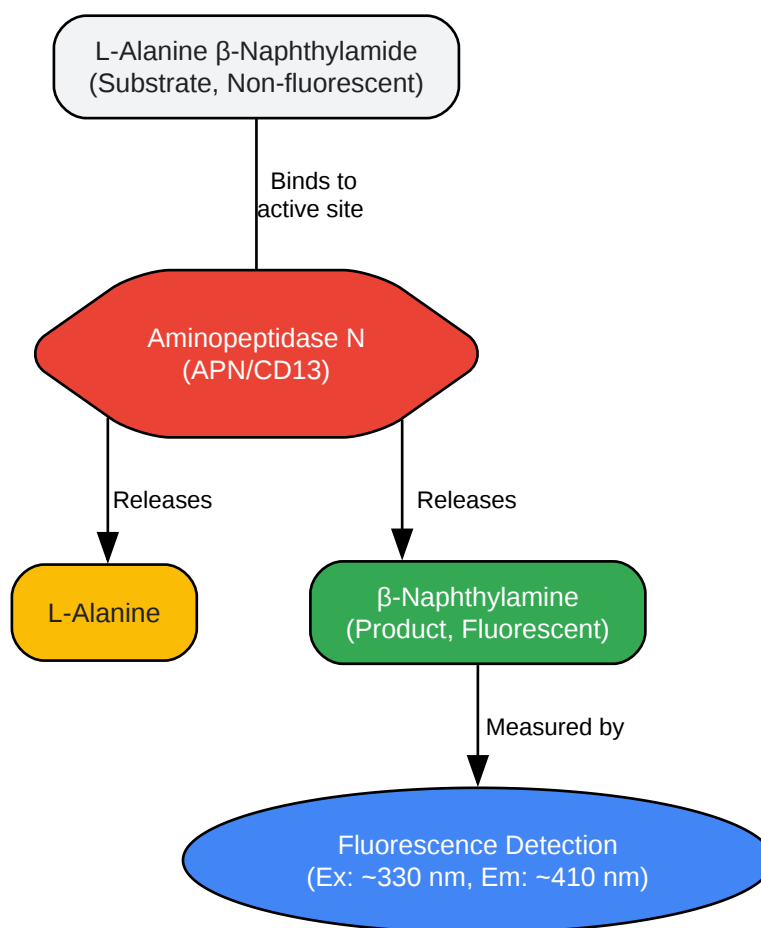 L-Alanine β-Naphthylamide
(Substrate, Non-fluorescent)
Binds to
active site
Aminopeptidase N
(APN/CD13)
Releases
Releases
L-Alanine
β-Naphthylamine
(Product, Fluorescent)
Measured by
Fluorescence Detection
(Ex: ~330 nm, Em: ~410 nm)